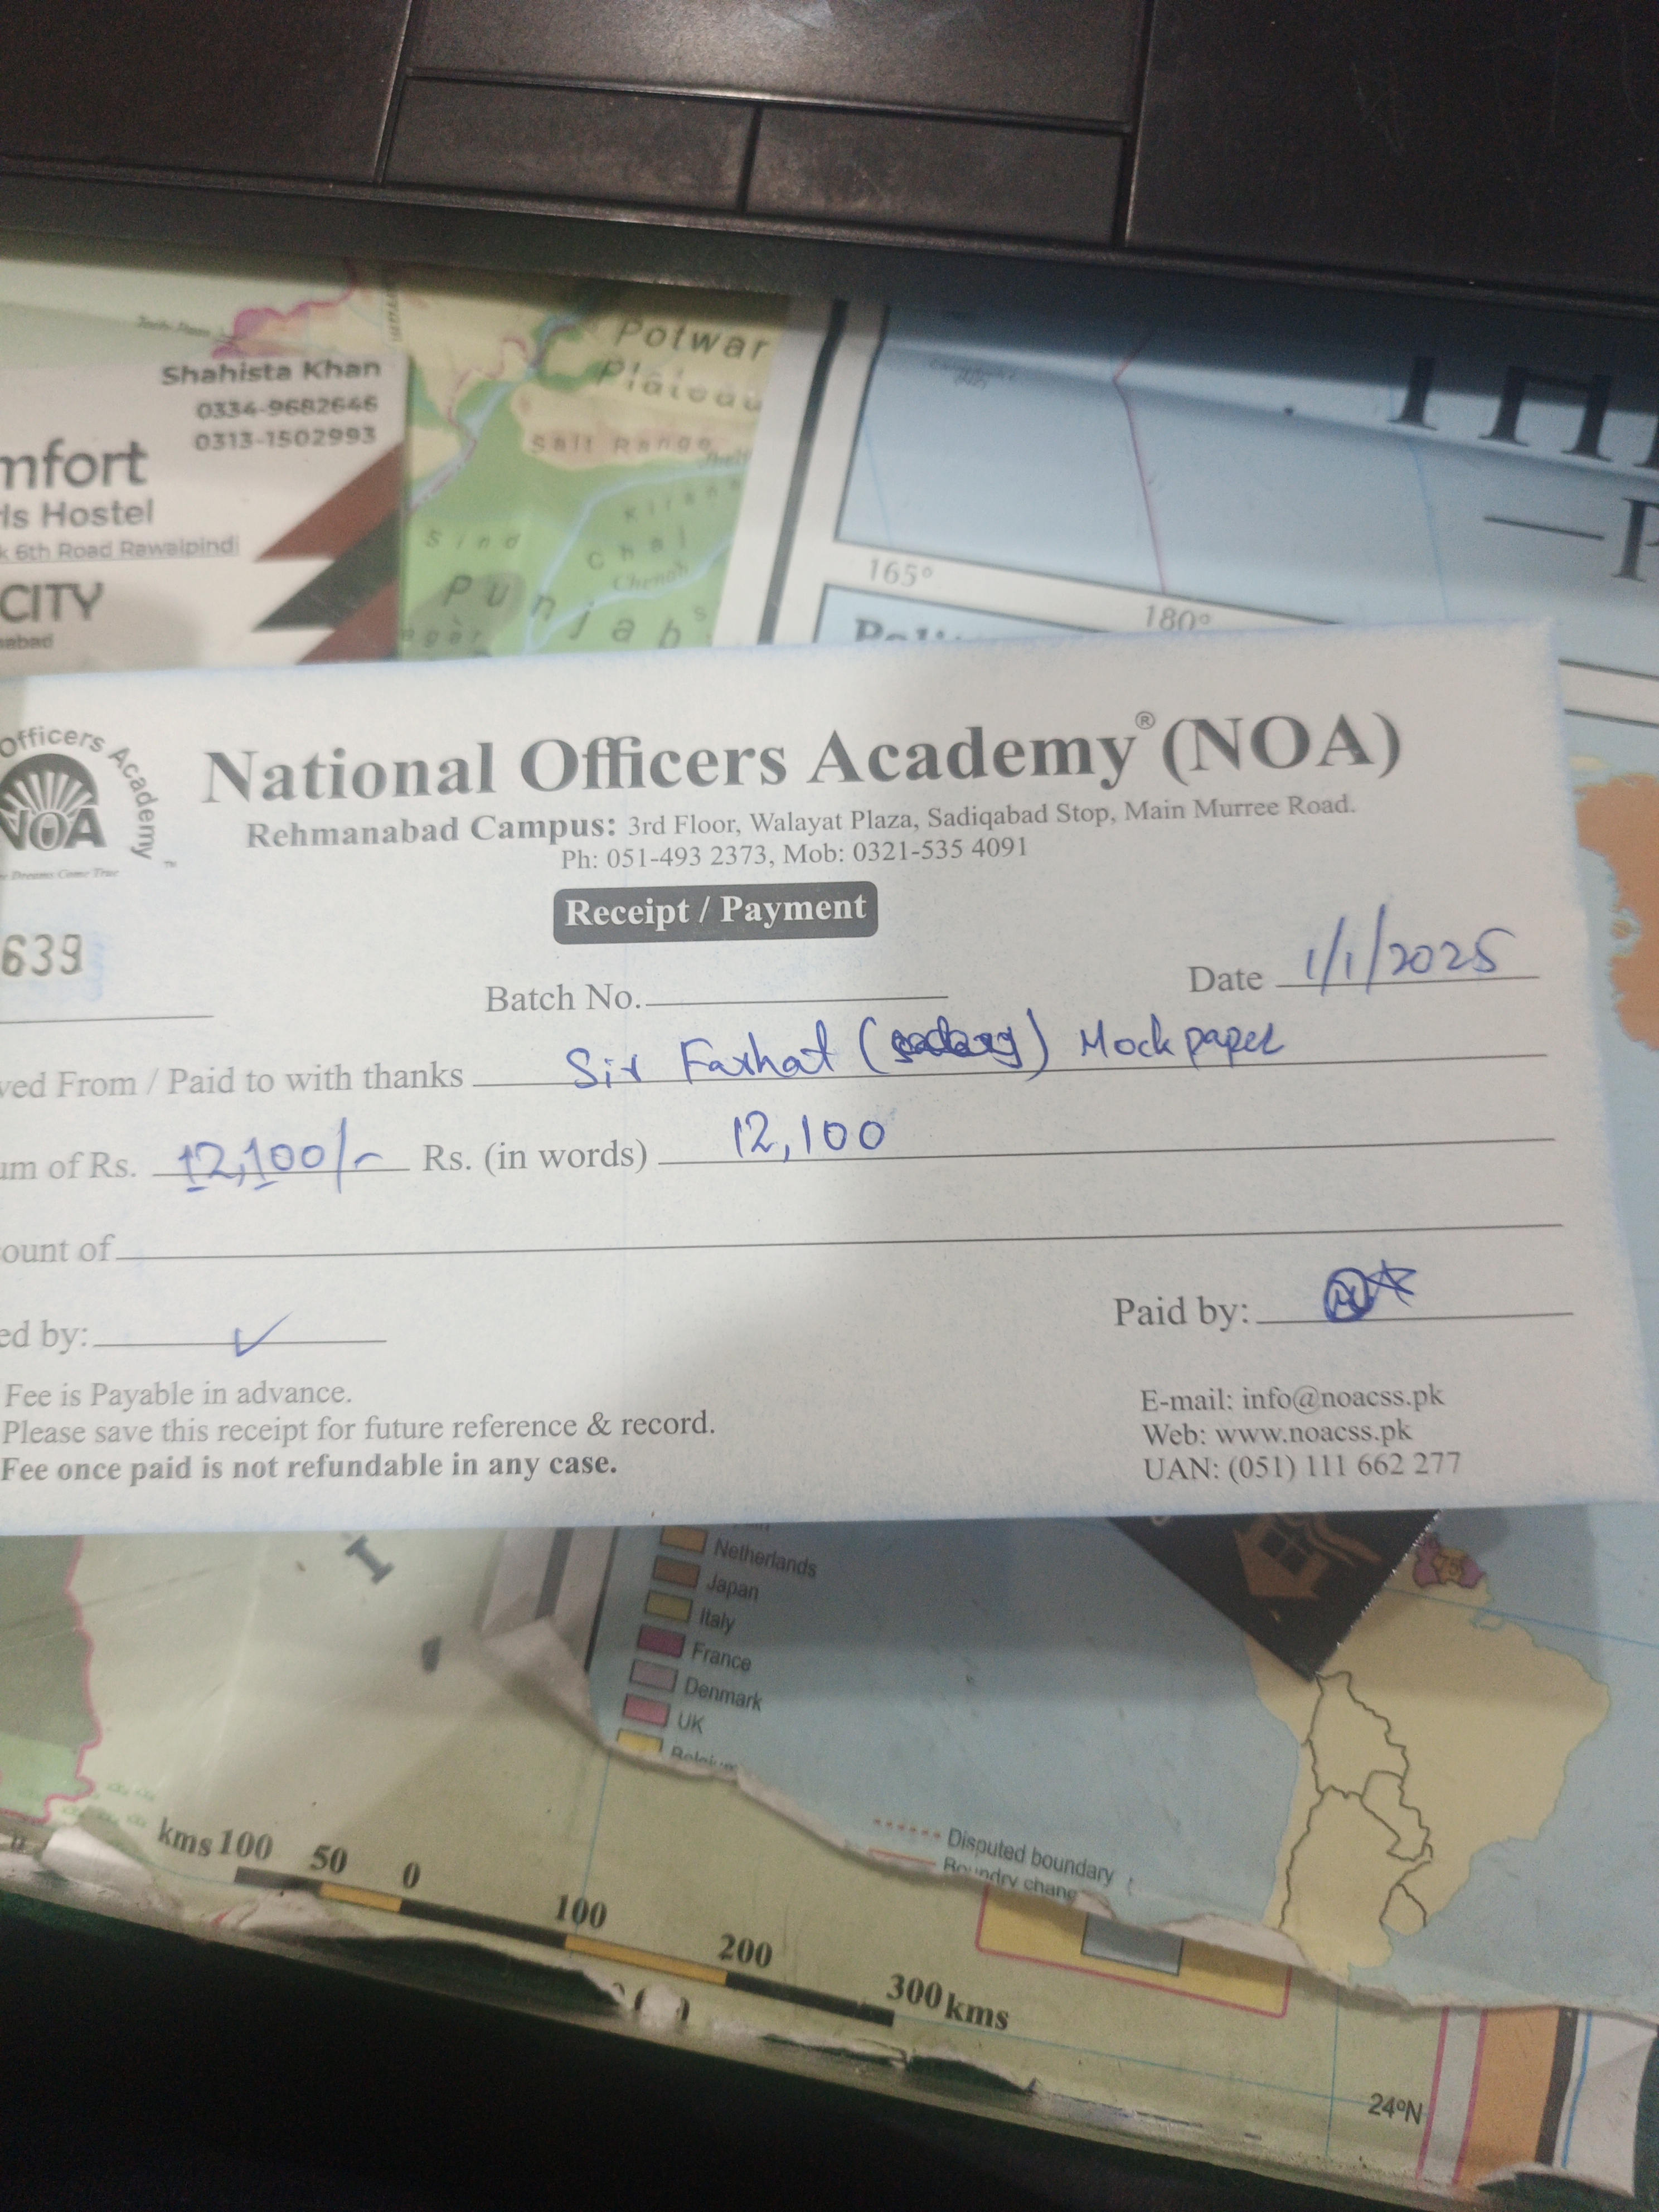 Potwar
Plateau
Shahista Khan
0334-9682646
0313-1502993
Salt Range
mfort
ls Hostel
k 6th Road Rawalpindi
CITY
abad
Sind
Chenab
Punjab
165°
180°
Officers Academy
NOA
National Officers Academy® (NOA)
Rehmanabad Campus: 3rd Floor, Walayat Plaza, Sadiqabad Stop, Main Murree Road.
Ph: 051-493 2373, Mob: 0321-535 4091
Dreams Come True
Receipt / Payment
639
Batch No.
Date 1/1/2025
ved From / Paid to with thanks Sir Farhat ( ) Mock paper
um of Rs. 12,100/- Rs. (in words) 12,100
ount of
ed by: ✓
Paid by:
Fee is Payable in advance.
Please save this receipt for future reference & record.
Fee once paid is not refundable in any case.
E-mail: info@noacss.pk
Web: www.noacss.pk
UAN: (051) 111 662 277
I
Netherlands
Japan
Italy
France
Denmark
UK
Disputed boundary
kms 100 50 0 100 200 300 kms
24°N